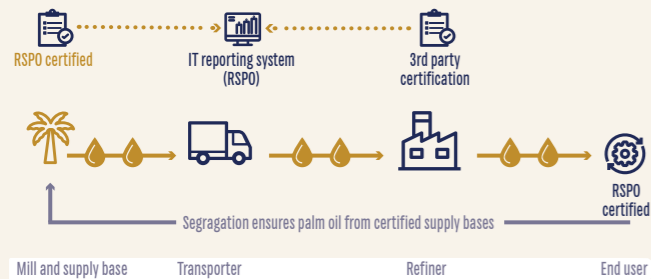 RSPO certified
IT reporting system
(RSPO)
3rd party
certification
RSPO
certified
Segragation ensures palm oil from certified supply bases
Mill and supply base
Transporter
Refiner
End user